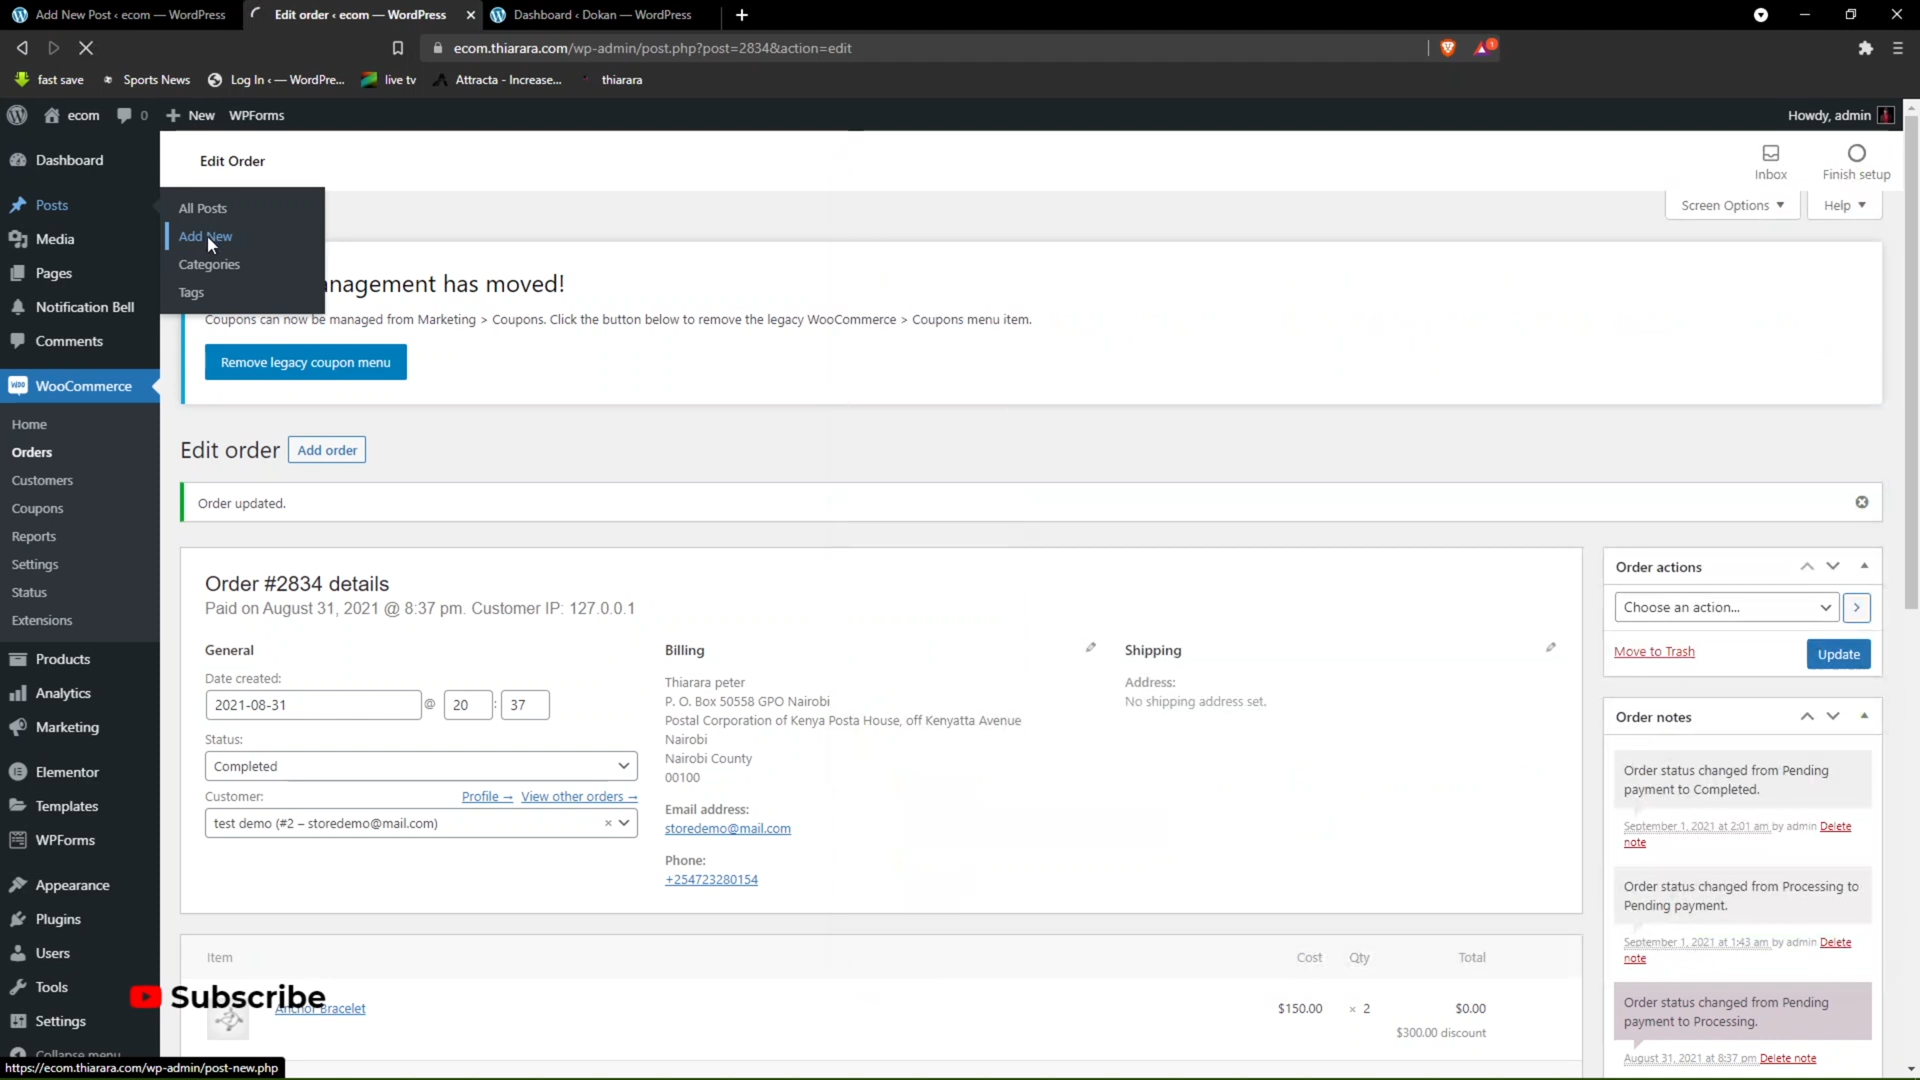 Add New Post ‹ ecom — WordPress
Edit order ‹ ecom — WordPress
Dashboard ‹ Dokan — WordPress
ecom.thiarara.com/wp-admin/post.php?post=2834&action=edit
1
fast save
Sports News
Log In ‹ — WordPre...
live tv
Attracta - Increase...
thiarara
ecom
0
New
WPForms
Howdy, admin
Dashboard
Posts
Media
Pages
Notification Bell
Comments
WooCommerce
Home
Orders
Customers
Coupons
Reports
Settings
Status
Extensions
Products
Analytics
Marketing
Elementor
Templates
WPForms
Appearance
Plugins
Users
Tools
Settings
Collapse menu
All Posts
Add New
Categories
Tags
Edit Order
Inbox
Finish setup
Screen Options
Help
nagement has moved!
Coupons can now be managed from Marketing > Coupons. Click the button below to remove the legacy WooCommerce > Coupons menu item.
Remove legacy coupon menu
Edit order
Add order
Order updated.
Order #2834 details
Paid on August 31, 2021 @ 8:37 pm. Customer IP: 127.0.0.1
General
Date created:
2021-08-31 @ 20 : 37
Status:
Completed
Customer:
Profile →
View other orders →
test demo (#2 – storedemo@mail.com) ×
Billing
Thiarara peter
P. O. Box 50558 GPO Nairobi
Postal Corporation of Kenya Posta House, off Kenyatta Avenue
Nairobi
Nairobi County
00100
Email address:
storedemo@mail.com
Phone:
+254723280154
Shipping
Address:
No shipping address set.
Item
Cost
Qty
Total
Anchor Bracelet
$150.00
× 2
$0.00
$300.00 discount
Order actions
Choose an action...
Move to Trash
Update
Order notes
Order status changed from Pending
payment to Completed.
September 1, 2021 at 2:01 am by admin Delete
note
Order status changed from Processing to
Pending payment.
September 1, 2021 at 1:43 am by admin Delete
note
Order status changed from Pending
payment to Processing.
August 31, 2021 at 8:37 pm Delete note
Subscribe
https://ecom.thiarara.com/wp-admin/post-new.php